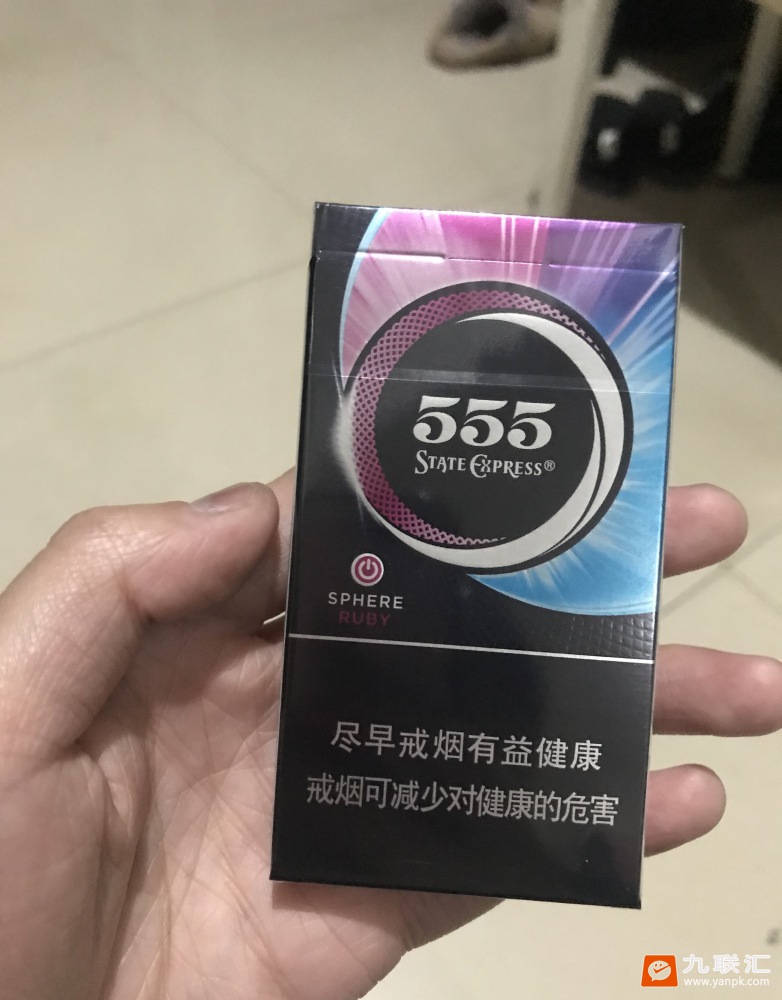 555
STATE EXPRESS®
SPHERE
RUBY
尽早戒烟有益健康
戒烟可减少对健康的危害
九联汇
www.yanpk.com